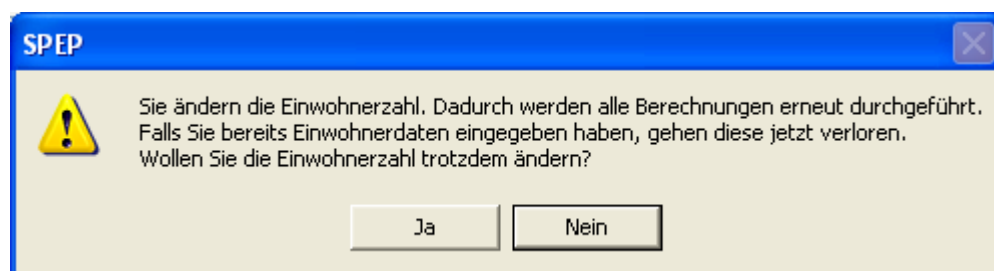 SPEP
Sie ändern die Einwohnerzahl. Dadurch werden alle Berechnungen erneut durchgeführt.
Falls Sie bereits Einwohnerdaten eingegeben haben, gehen diese jetzt verloren.
Wollen Sie die Einwohnerzahl trotzdem ändern?
Ja
Nein